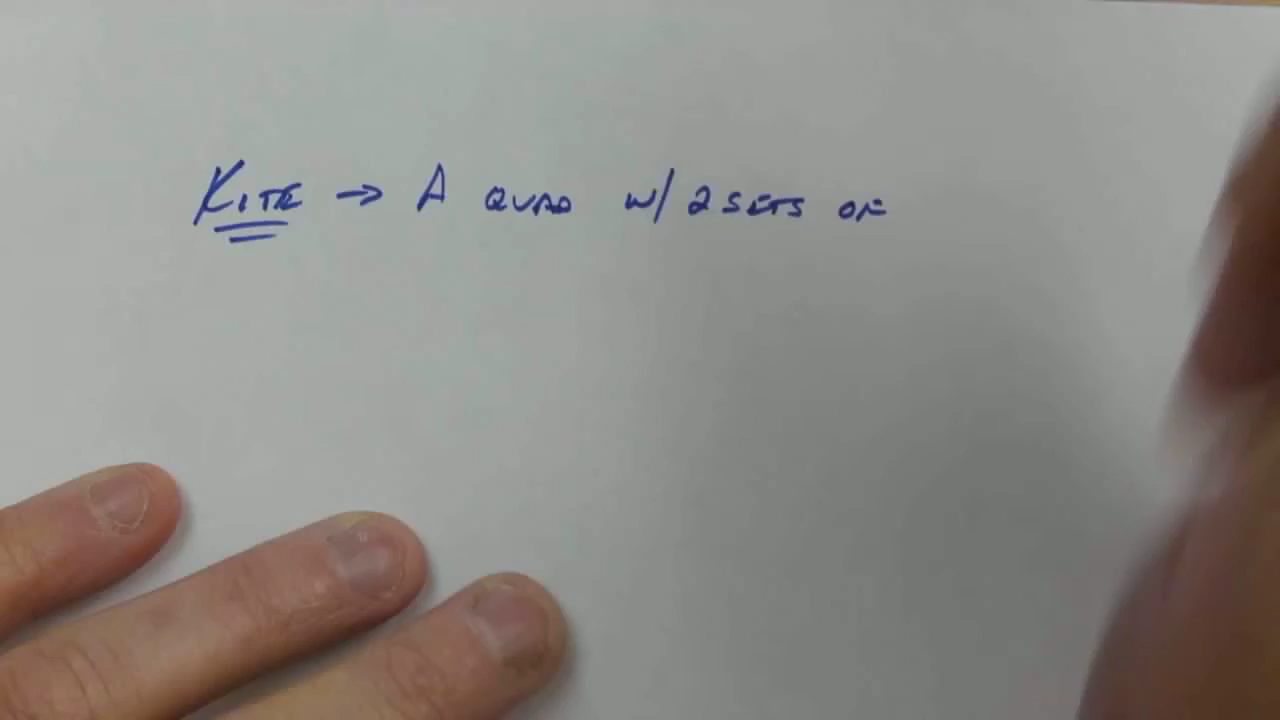 KITE → A QUAD W/ 2 SETS OF